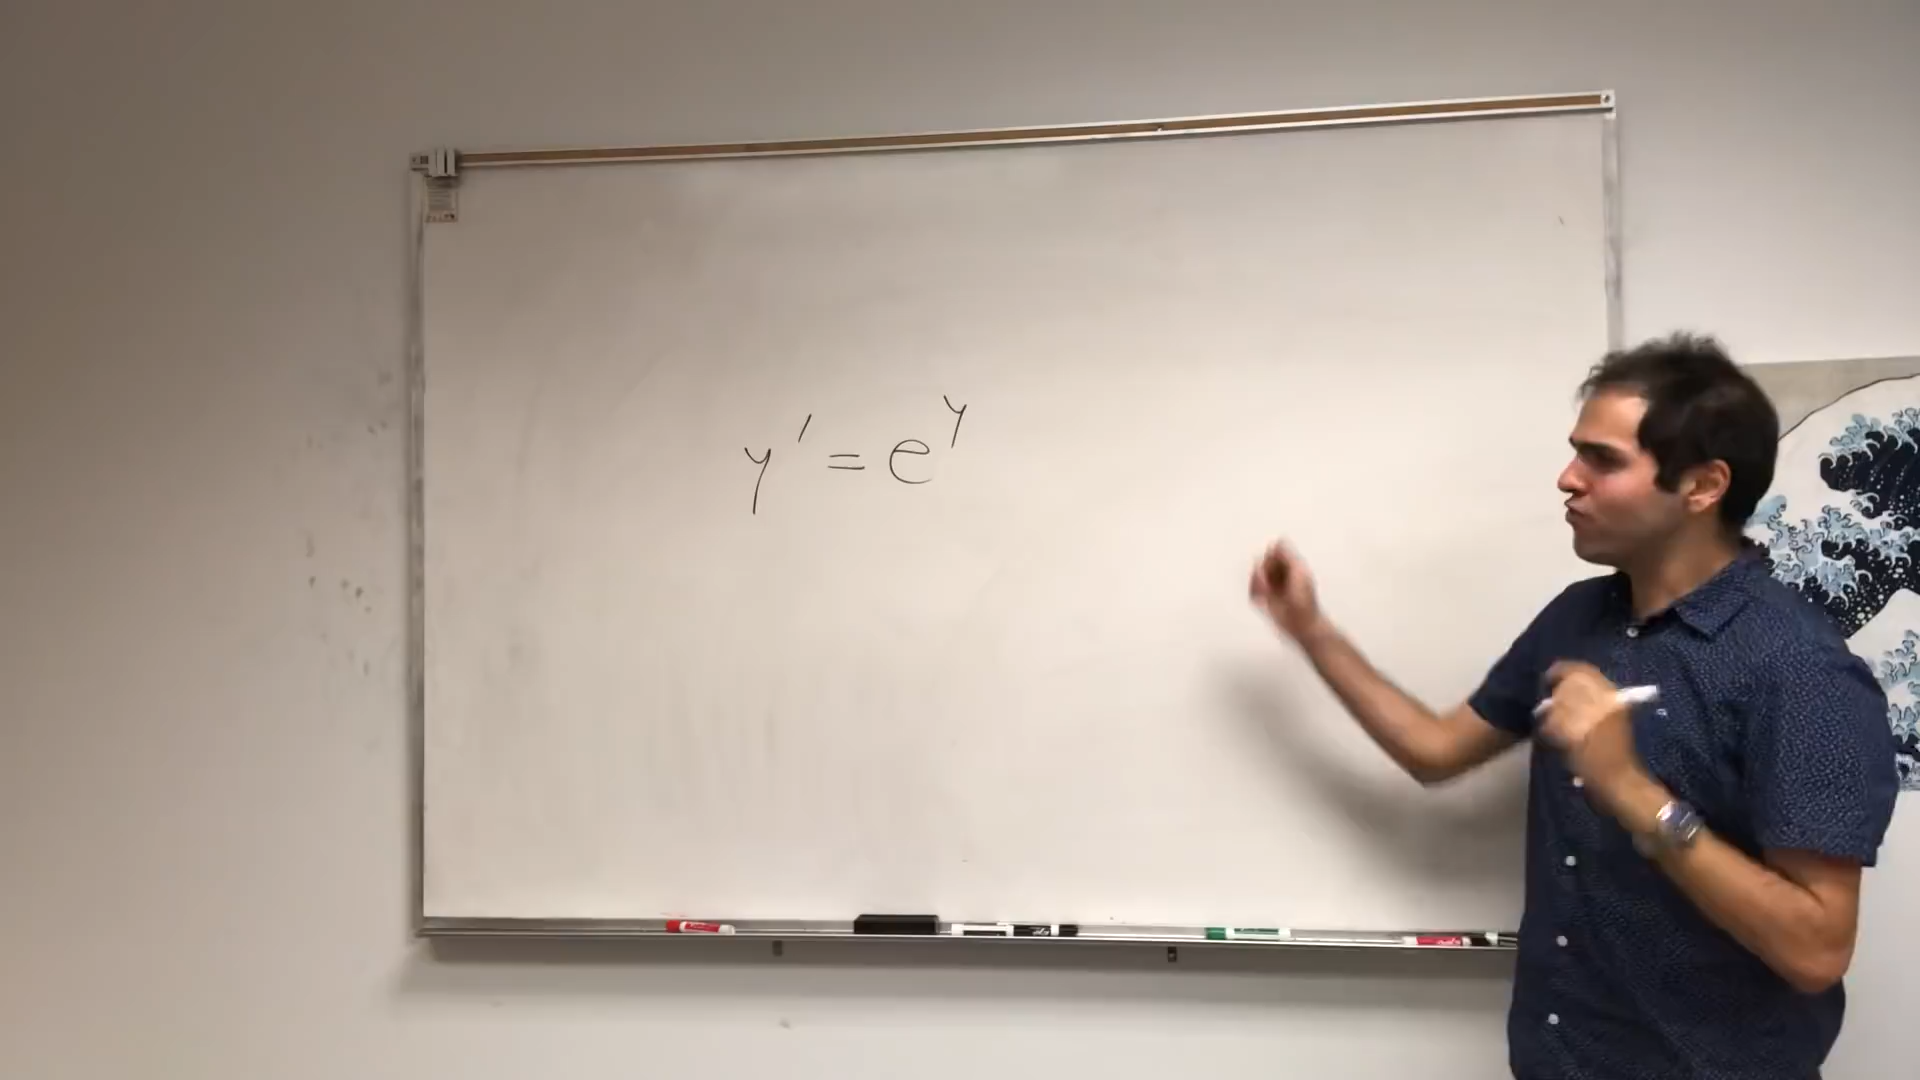 y' = e^y